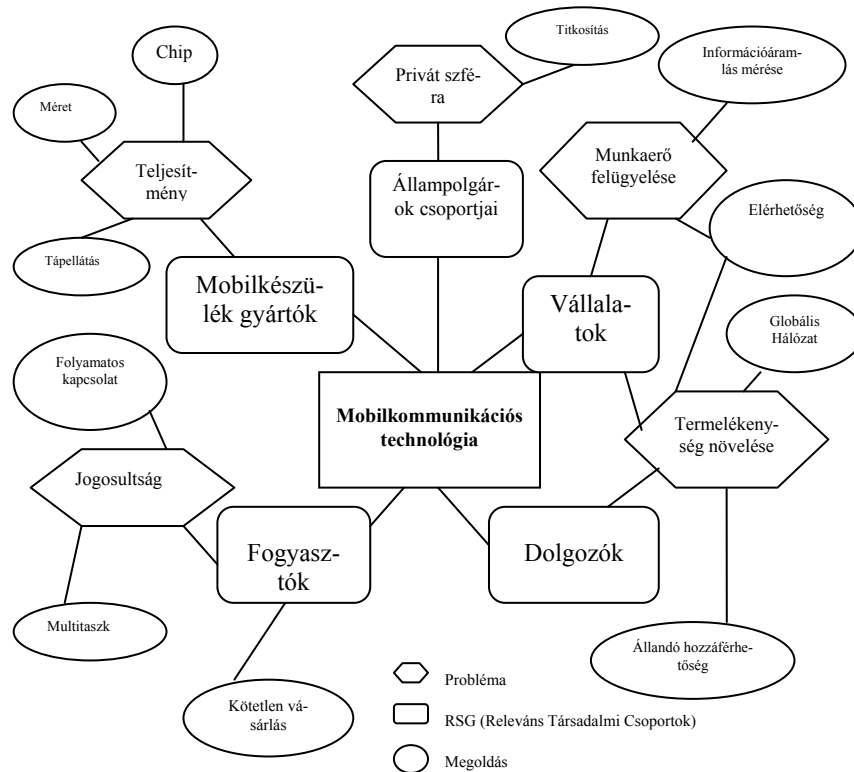 Chip
Titkosítás
Információáram-
lás mérése
Méret
Privát szfé-
ra
Teljesít-
mény
Állampolgár-
ok csoportjai
Munkaerő
felügyelése
Elérhetőség
Tápellátás
Mobilkészü-
lék gyártók
Vállala-
tok
Globális
Hálózat
Folyamatos
kapcsolat
Mobilkommunikációs
technológia
Termelékeny-
ség növelése
Jogosultság
Fogyasz-
tók
Dolgozók
Multitaszk
Állandó hozzáférhe-
tőség
Kötetlen vá-
sárlás
Probléma
RSG (Releváns Társadalmi Csoportok)
Megoldás